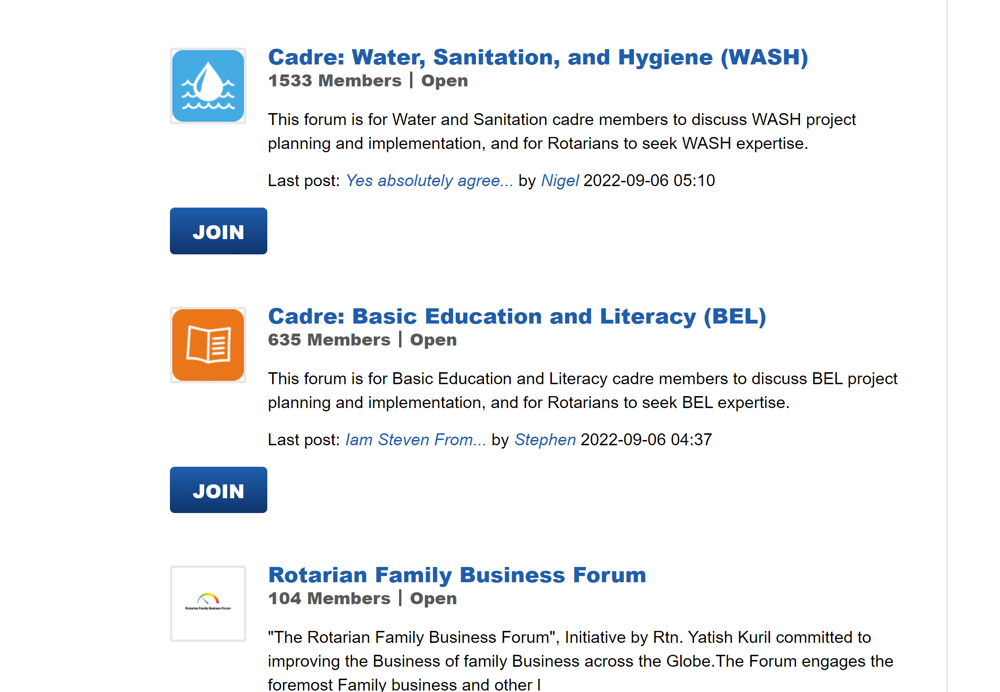 Cadre: Water, Sanitation, and Hygiene (WASH)
1533 Members | Open
This forum is for Water and Sanitation cadre members to discuss WASH project
planning and implementation, and for Rotarians to seek WASH expertise.
Last post: Yes absolutely agree... by Nigel 2022-09-06 05:10
JOIN
Cadre: Basic Education and Literacy (BEL)
635 Members | Open
This forum is for Basic Education and Literacy cadre members to discuss BEL project
planning and implementation, and for Rotarians to seek BEL expertise.
Last post: Iam Steven From... by Stephen 2022-09-06 04:37
JOIN
Rotarian Family Business Forum
Rotarian Family Business Forum
104 Members | Open
"The Rotarian Family Business Forum", Initiative by Rtn. Yatish Kuril committed to
improving the Business of family Business across the Globe.The Forum engages the
foremost Family business and other l